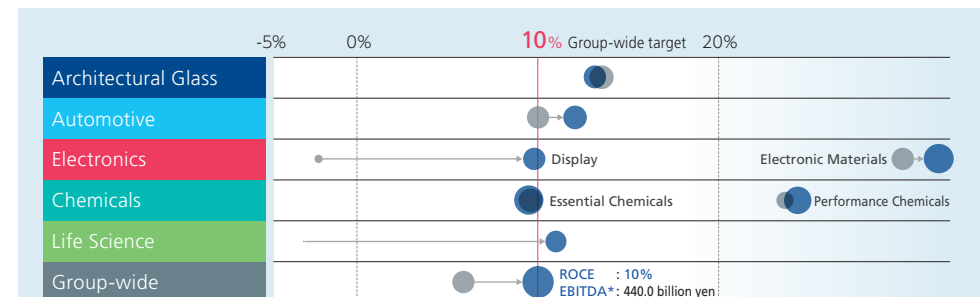 -5% 0% 10% Group-wide target 20%
Architectural Glass
Automotive
Electronics Display Electronic Materials
Chemicals Essential Chemicals Performance Chemicals
Life Science
Group-wide ROCE : 10%
EBITDA* : 440.0 billion yen